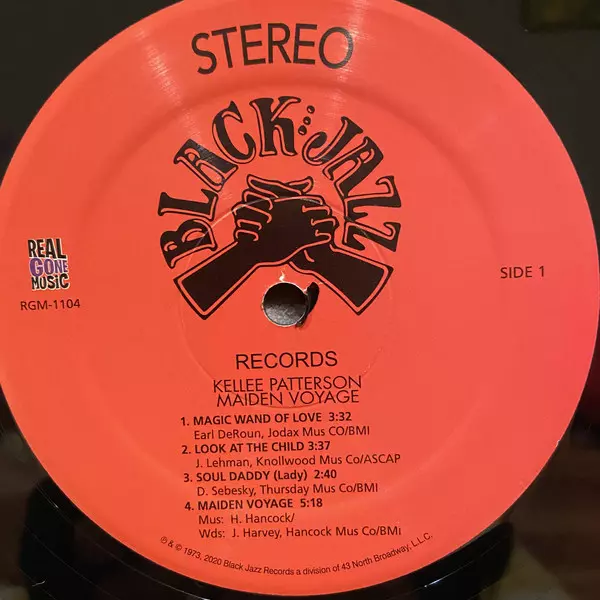 STEREO
BLACK JAZZ
REAL
GONE
MUSIC
RGM-1104
SIDE 1
RECORDS
KELLEE PATTERSON
MAIDEN VOYAGE
1. MAGIC WAND OF LOVE 3:32
Earl DeRoun, Jodax Mus CO/BMI
2. LOOK AT THE CHILD 3:37
J. Lehman, Knollwood Mus Co/ASCAP
3. SOUL DADDY (Lady) 2:40
D. Sebesky, Thursday Mus Co/BMI
4. MAIDEN VOYAGE 5:18
Mus: H. Hancock/
Wds: J. Harvey, Hancock Mus Co/BMi
℗ & © 1973, 2020 Black Jazz Records a division of 43 North Broadway, L.L.C.